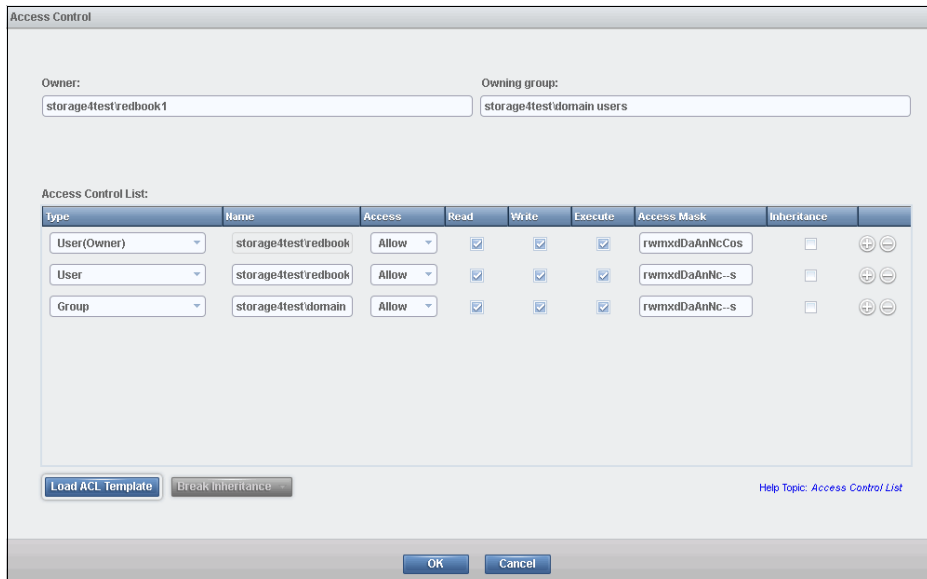 Access Control
Owner: Owning group:
storage4test\redbook1 storage4test\domain users
Access Control List:
Type Name Access Read Write Execute Access Mask Inheritance
User(Owner) storage4test\redbook Allow rwmxdDaAnNcCos
User storage4test\redbook Allow rwmxdDaAnNc--s
Group storage4test\domain Allow rwmxdDaAnNc--s
Load ACL Template Break Inheritance Help Topic: Access Control List
OK Cancel